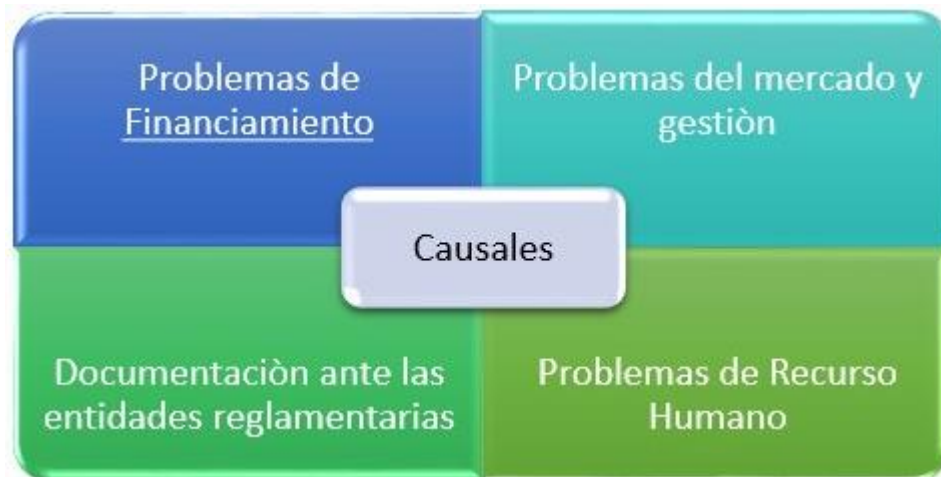 Problemas de
Financiamiento
Problemas del mercado y
gestiòn
Causales
Documentaciòn ante las
entidades reglamentarias
Problemas de Recurso
Humano